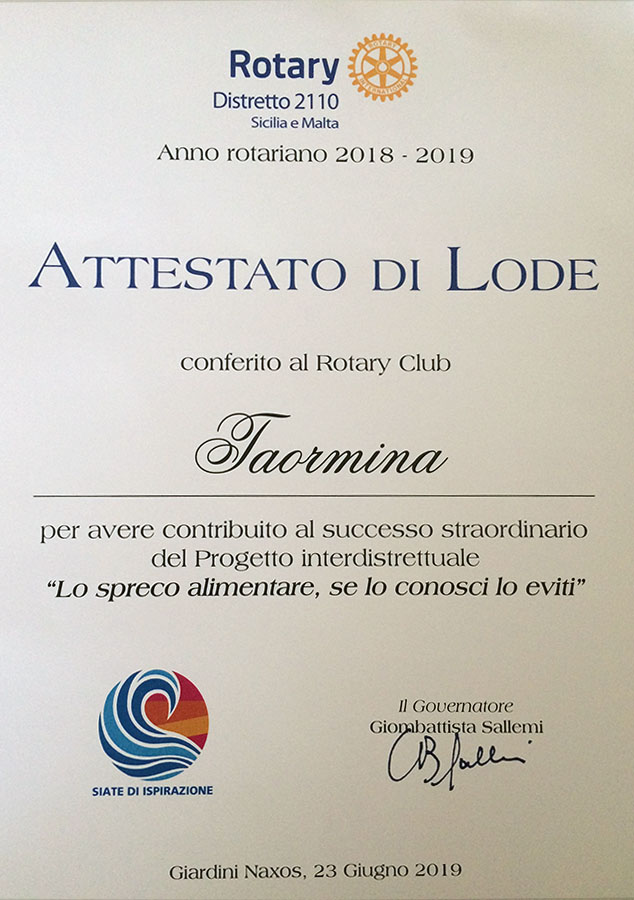 Rotary
ROTARY
INTERNATIONAL
Distretto 2110
Sicilia e Malta
Anno rotariano 2018 - 2019
ATTESTATO DI LODE
conferito al Rotary Club
Taormina
per avere contribuito al successo straordinario
del Progetto interdistrettuale
“Lo spreco alimentare, se lo conosci lo eviti”
Il Governatore
Giombattista Sallemi
SIATE DI ISPIRAZIONE
Giardini Naxos, 23 Giugno 2019